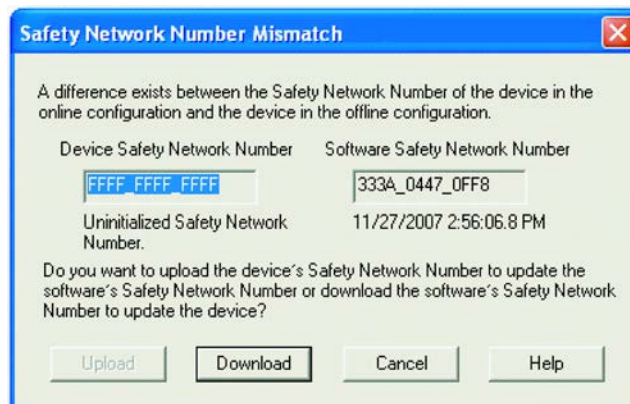 Safety Network Number Mismatch
A difference exists between the Safety Network Number of the device in the
online configuration and the device in the offline configuration.
Device Safety Network Number
Software Safety Network Number
FFFF_FFFF_FFFF
333A_0447_0FF8
Uninitialized Safety Network
Number.
11/27/2007 2:56:06.8 PM
Do you want to upload the device's Safety Network Number to update the
software's Safety Network Number or download the software's Safety Network
Number to update the device?
Upload
Download
Cancel
Help